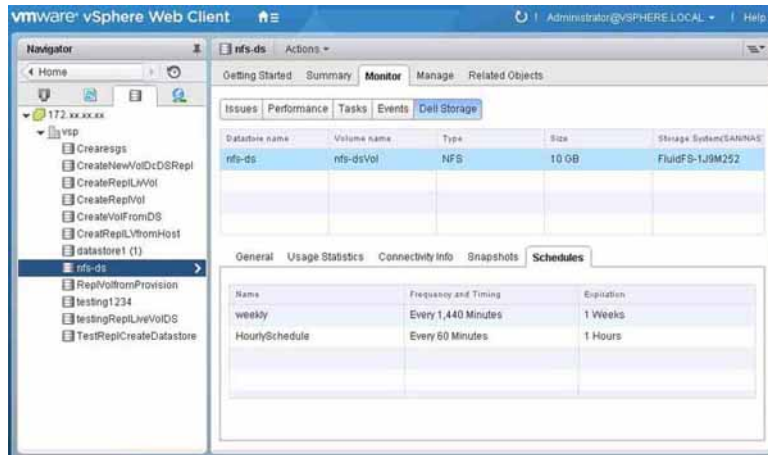 vmware® vSphere Web Client
Administrator@VSPHERE.LOCAL
Help
Navigator
Home
172.xx.xx.xx
vsp
Crearesgs
CreateNewVolDcDSRepl
CreateReplLivVol
CreateReplVol
CreateVolFromDS
CreatReplLVfromHost
datastore1 (1)
nfs-ds
ReplVolfromProvision
testing1234
testingReplLiveVolDS
TestReplCreateDatastore
nfs-ds Actions
Getting Started Summary Monitor Manage Related Objects
Issues Performance Tasks Events Dell Storage
Datastore name Volume name Type Size Storage System(SAN/NAS)
nfs-ds nfs-dsVol NFS 10 GB FluidFS-1J9M252
General Usage Statistics Connectivity Info Snapshots Schedules
Name Frequency and Timing Expiration
weekly Every 1,440 Minutes 1 Weeks
HourlySchedule Every 60 Minutes 1 Hours